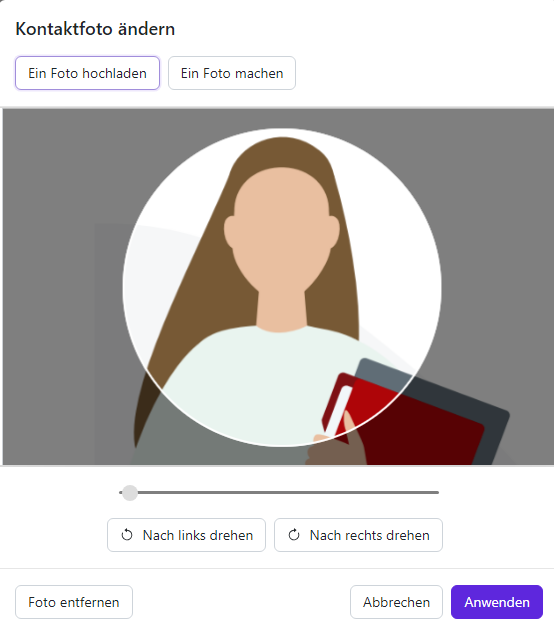 Kontaktfoto ändern
Ein Foto hochladen Ein Foto machen
Nach links drehen Nach rechts drehen
Foto entfernen Abbrechen Anwenden